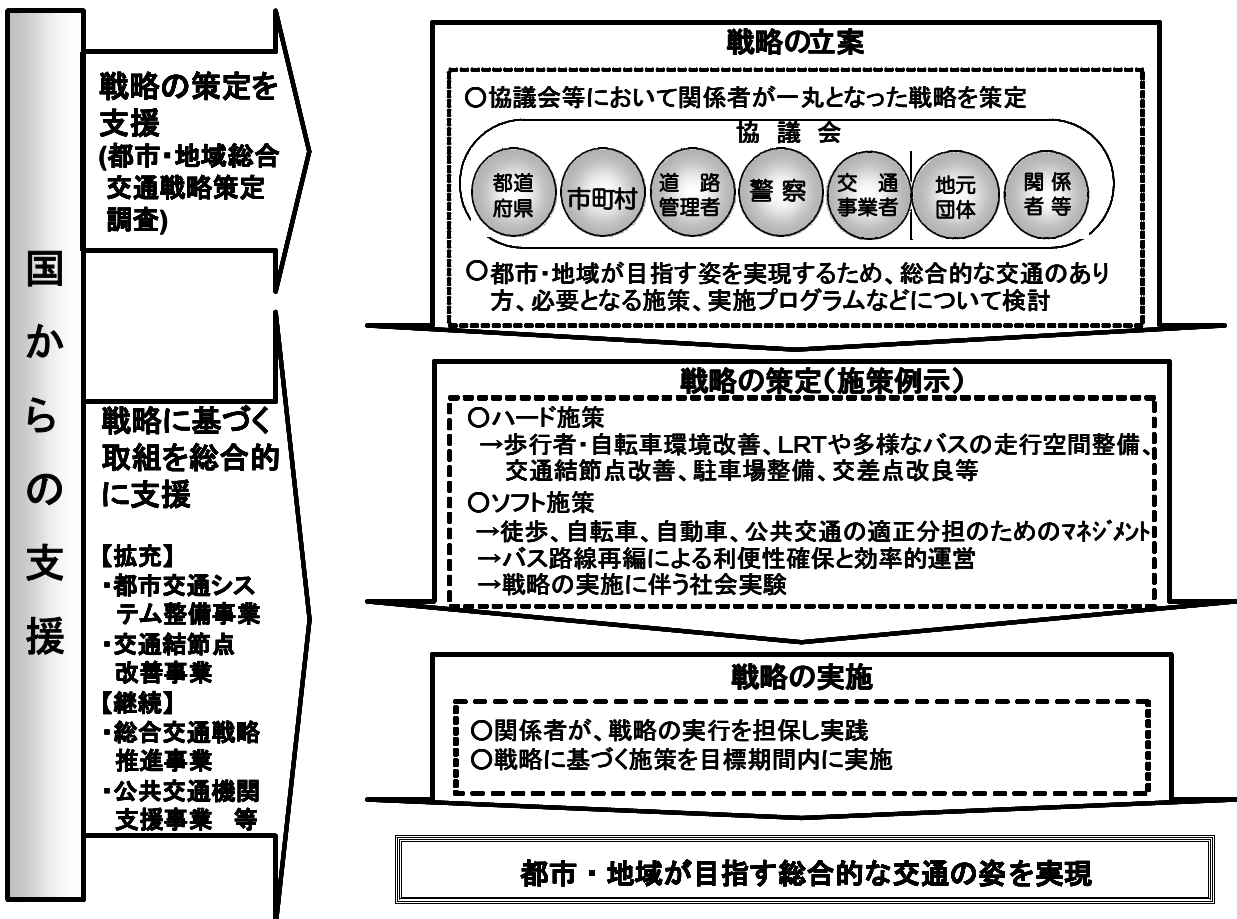 国からの支援
戦略の策定を
支援
(都市・地域総合
交通戦略策定
調査)
戦略に基づく
取組を総合的
に支援
【拡充】
・都市交通シス
テム整備事業
・交通結節点
改善事業
【継続】
・総合交通戦略
推進事業
・公共交通機関
支援事業　等
戦略の立案
○協議会等において関係者が一丸となった戦略を策定
協 議 会
都道
府県
市町村
道 路
管理者
警察
交 通
事業者
地元
団体
関係
者等
○都市・地域が目指す姿を実現するため、総合的な交通のあり
方、必要となる施策、実施プログラムなどについて検討
戦略の策定（施策例示）
○ハード施策
→歩行者・自転車環境改善、LRTや多様なバスの走行空間整備、
交通結節点改善、駐車場整備、交差点改良等
○ソフト施策
→徒歩、自転車、自動車、公共交通の適正分担のためのマネジメント
→バス路線再編による利便性確保と効率的運営
→戦略の実施に伴う社会実験
戦略の実施
○関係者が、戦略の実行を担保し実践
○戦略に基づく施策を目標期間内に実施
都市・地域が目指す総合的な交通の姿を実現